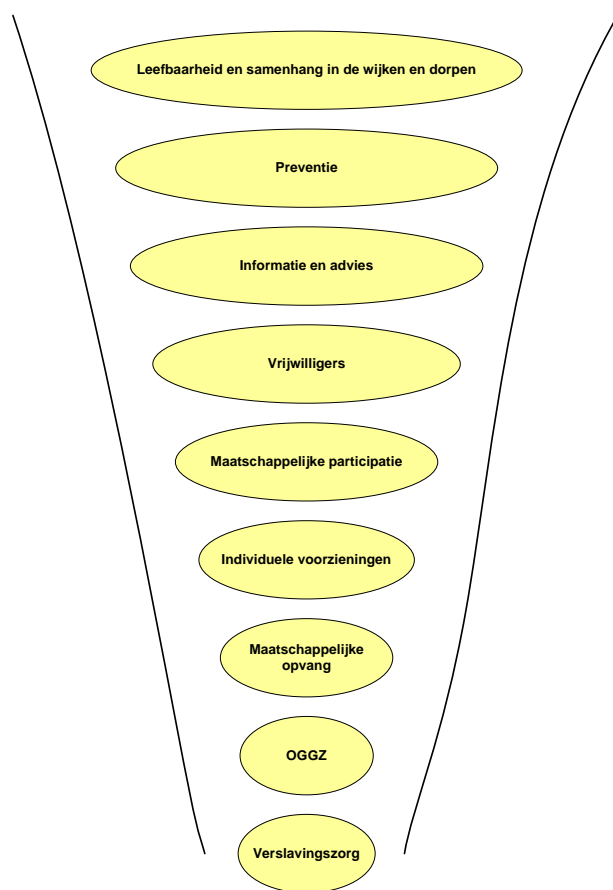 Leefbaarheid en samenhang in de wijken en dorpen
Preventie
Informatie en advies
Vrijwilligers
Maatschappelijke participatie
Individuele voorzieningen
Maatschappelijke
opvang
OGGZ
Verslavingszorg